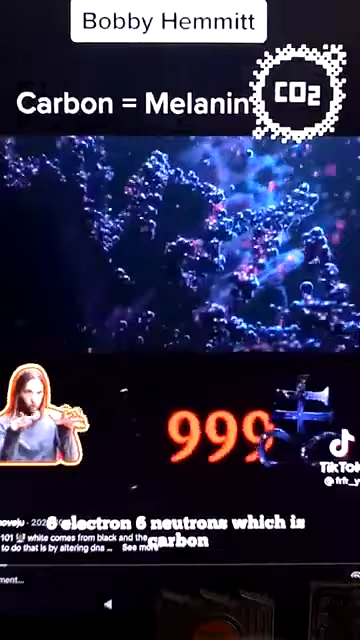 Bobby Hemmitt
Carbon = Melanin
CO2
999
TikTok
6 electron 6 neutrons which is
carbon
101 white comes from black and the
to do that is by altering dna ... See more